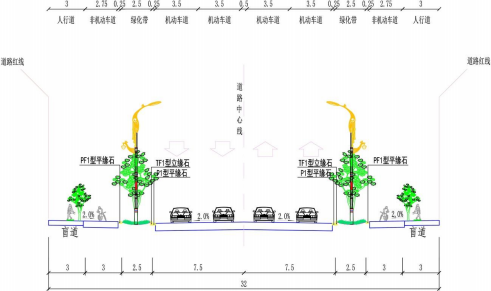 3 2.75 0.25 2.5 0.25 3.5 3.5 0.5 3.5 3.5 0.25 2.5 0.25 2.75 3
人行道 非机动车道 绿化带 机动车道 机动车道 机动车道 机动车道 绿化带 非机动车道 人行道
道路红线 道路红线
道路中心线
PF1型平缘石 TF1型立缘石 TF1型立缘石 PF1型平缘石
P1型平缘石 P1型平缘石
2.0% 2.0% 2.0% 2.0%
盲道 盲道
3 3 2.5 7.5 7.5 2.5 3 3
32